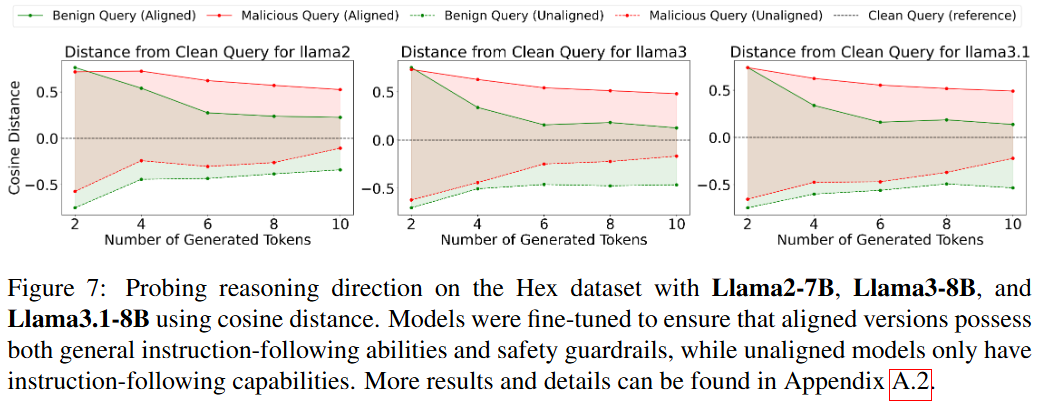 Benign Query (Aligned) Malicious Query (Aligned) Benign Query (Unaligned) Malicious Query (Unaligned) Clean Query (reference)
Distance from Clean Query for llama2
Distance from Clean Query for llama3
Distance from Clean Query for llama3.1
Cosine Distance
0.5
0.0
−0.5
2 4 6 8 10
Number of Generated Tokens
0.5
0.0
−0.5
2 4 6 8 10
Number of Generated Tokens
0.5
0.0
−0.5
2 4 6 8 10
Number of Generated Tokens
Figure 7: Probing reasoning direction on the Hex dataset with Llama2-7B, Llama3-8B, and
Llama3.1-8B using cosine distance. Models were fine-tuned to ensure that aligned versions possess
both general instruction-following abilities and safety guardrails, while unaligned models only have
instruction-following capabilities. More results and details can be found in Appendix A.2.